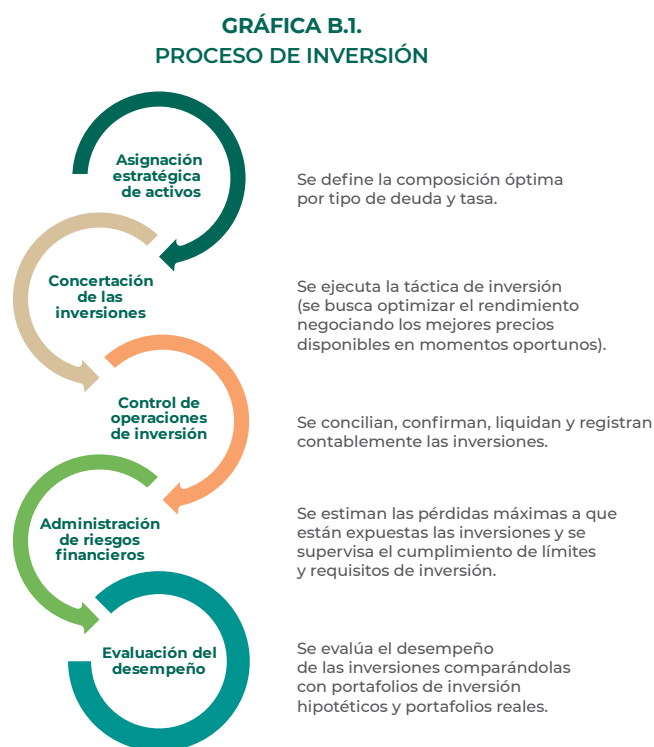 GRÁFICA B.1.
PROCESO DE INVERSIÓN
Asignación
estratégica
de activos
Se define la composición óptima
por tipo de deuda y tasa.
Concertación
de las
inversiones
Se ejecuta la táctica de inversión
(se busca optimizar el rendimiento
negociando los mejores precios
disponibles en momentos oportunos).
Control de
operaciones
de inversión
Se concilian, confirman, liquidan y registran
contablemente las inversiones.
Administración
de riesgos
financieros
Se estiman las pérdidas máximas a que
están expuestas las inversiones y se
supervisa el cumplimiento de límites
y requisitos de inversión.
Evaluación del
desempeño
Se evalúa el desempeño
de las inversiones comparándolas
con portafolios de inversión
hipotéticos y portafolios reales.